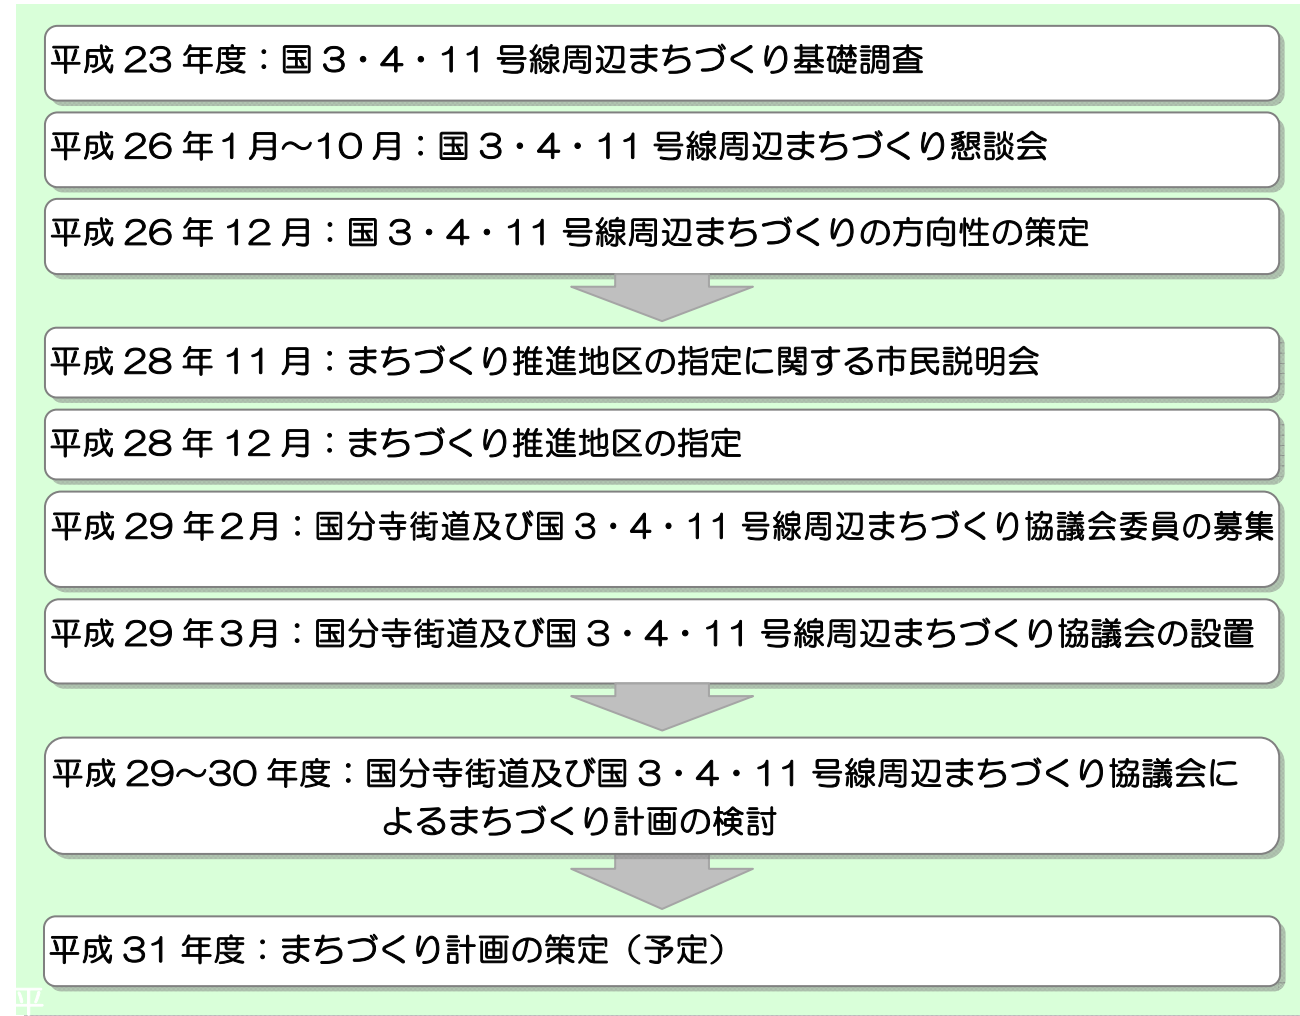 平成 23 年度：国 3・4・11 号線周辺まちづくり基礎調査
平成 26 年１月～10 月：国 3・4・11 号線周辺まちづくり懇談会
平成 26 年 12 月：国 3・4・11 号線周辺まちづくりの方向性の策定
平成 28 年 11 月：まちづくり推進地区の指定に関する市民説明会
平成 28 年 12 月：まちづくり推進地区の指定
平成 29 年２月：国分寺街道及び国 3・4・11 号線周辺まちづくり協議会委員の募集
平成 29 年３月：国分寺街道及び国 3・4・11 号線周辺まちづくり協議会の設置
平成 29～30 年度：国分寺街道及び国 3・4・11 号線周辺まちづくり協議会に
よるまちづくり計画の検討
平成 31 年度：まちづくり計画の策定（予定）
平